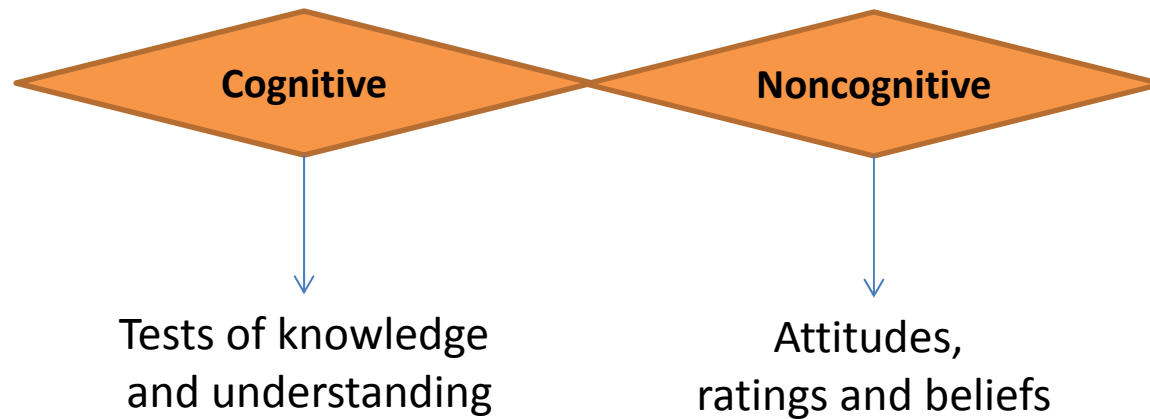 Cognitive
Noncognitive
Tests of knowledge
and understanding
Attitudes,
ratings and beliefs